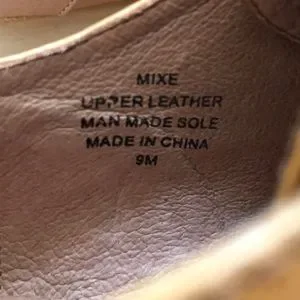 MIXE
UPPER LEATHER
MAN MADE SOLE
MADE IN CHINA
9M